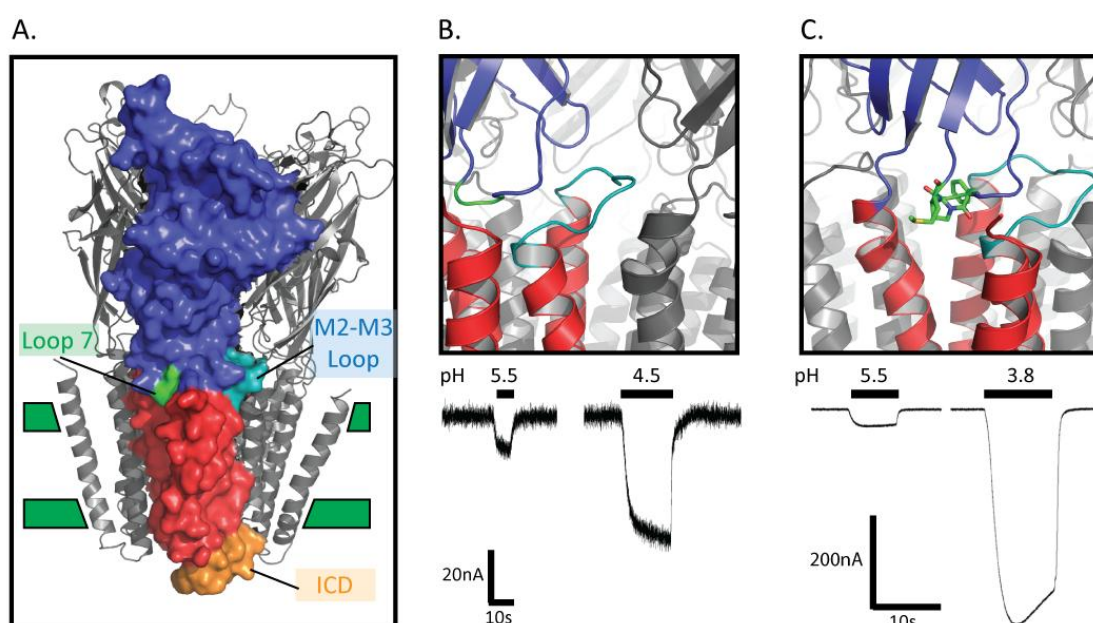 A.
B.
C.
Loop 7
M2-M3
Loop
ICD
pH 5.5 4.5
20nA
10s
pH 5.5 3.8
200nA
10s